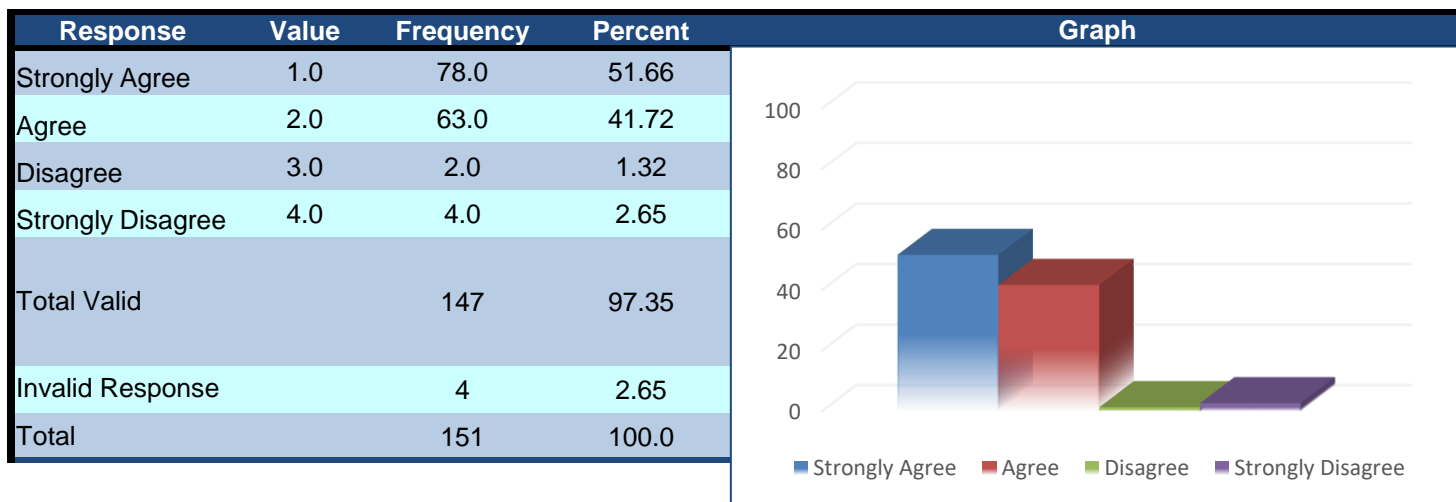 Response Value Frequency Percent Graph
Strongly Agree 1.0 78.0 51.66
Agree 2.0 63.0 41.72
Disagree 3.0 2.0 1.32
Strongly Disagree 4.0 4.0 2.65
Total Valid 147 97.35
Invalid Response 4 2.65
Total 151 100.0
100
80
60
40
20
0
Strongly Agree Agree Disagree Strongly Disagree